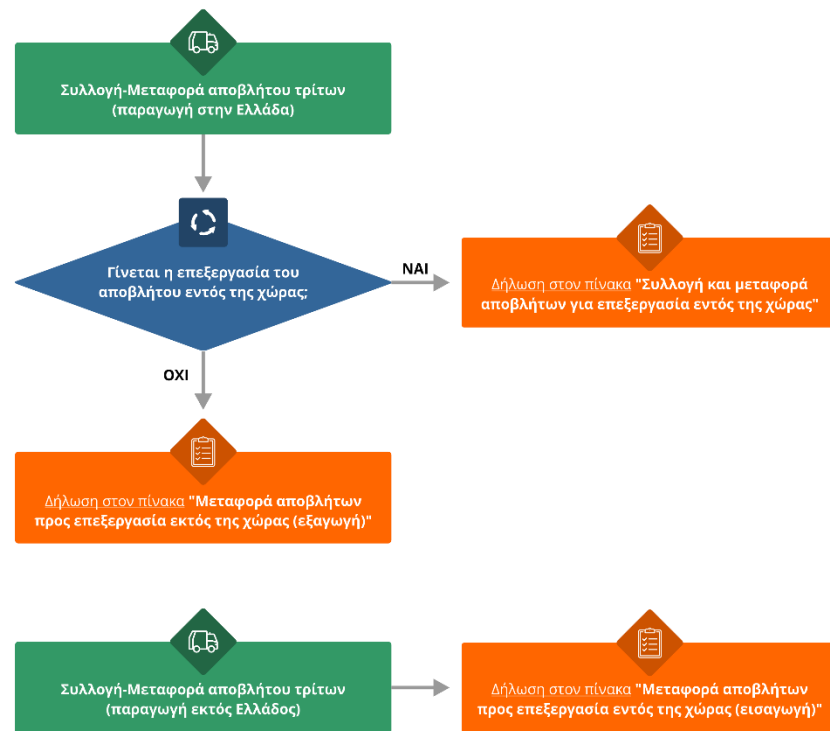 Συλλογή-Μεταφορά αποβλήτου τρίτων
(παραγωγή στην Ελλάδα)
Γίνεται η επεξεργασία του
αποβλήτου εντός της χώρας;
ΝΑΙ
Δήλωση στον πίνακα "Συλλογή και μεταφορά
αποβλήτων για επεξεργασία εντός της χώρας"
ΟΧΙ
Δήλωση στον πίνακα "Μεταφορά αποβλήτων
προς επεξεργασία εκτός της χώρας (εξαγωγή)"
Συλλογή-Μεταφορά αποβλήτου τρίτων
(παραγωγή εκτός Ελλάδος)
Δήλωση στον πίνακα "Μεταφορά αποβλήτων
προς επεξεργασία εντός της χώρας (εισαγωγή)"